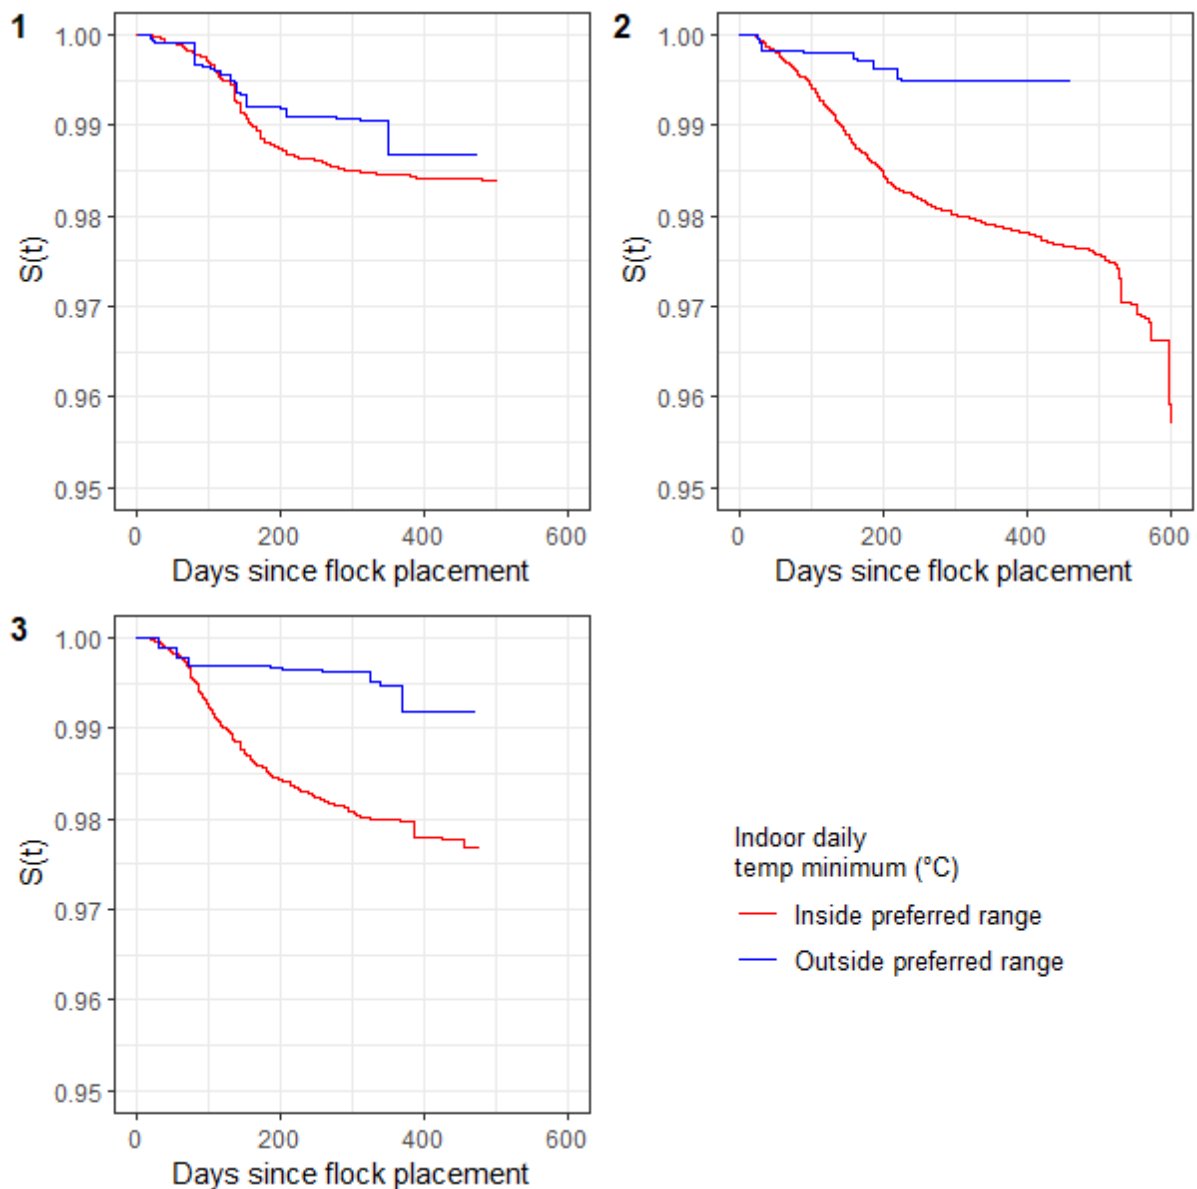 1
1.00
0.99
0.98
0.97
0.96
0.95
S(t)
0 200 400 600
Days since flock placement
2
1.00
0.99
0.98
0.97
0.96
0.95
S(t)
0 200 400 600
Days since flock placement
3
1.00
0.99
0.98
0.97
0.96
0.95
S(t)
0 200 400 600
Days since flock placement
Indoor daily
temp minimum (°C)
Inside preferred range
Outside preferred range